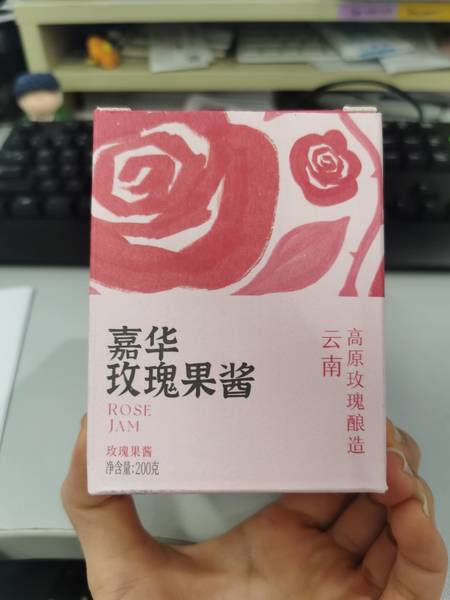 嘉华
玫瑰果酱
ROSE
JAM
玫瑰果酱
净含量:200克
云南
高原玫瑰酿造